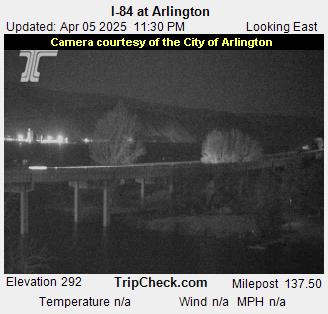 I-84 at Arlington
Updated: Apr 05 2025 11:30 PM Looking East
Camera courtesy of the City of Arlington
Elevation 292 TripCheck.com Milepost 137.50
Temperature n/a Wind n/a MPH n/a